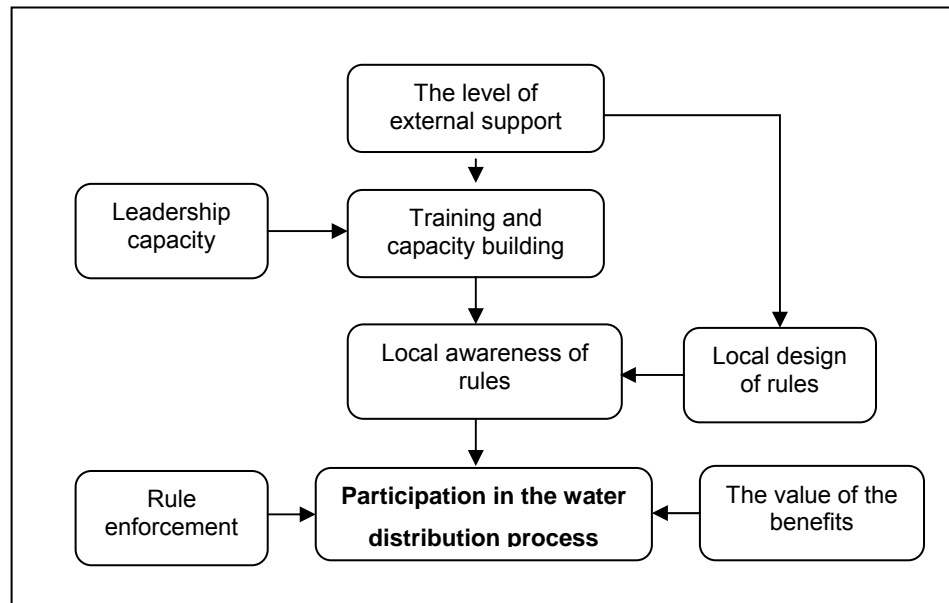 The level of
external support
Leadership
capacity
Training and
capacity building
Local awareness of
rules
Local design
of rules
Rule
enforcement
Participation in the water
distribution process
The value of the
benefits